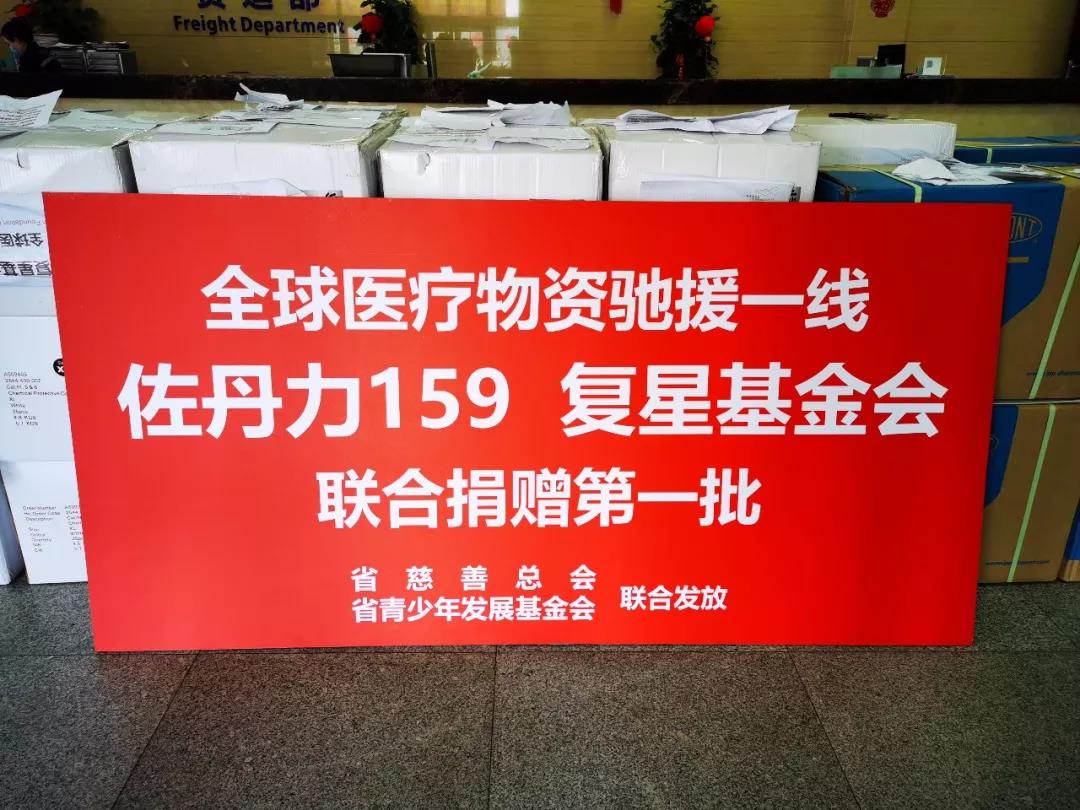 Freight Department
全球医疗物资驰援一线
佐丹力159 复星基金会
联合捐赠第一批
省慈善总会
省青少年发展基金会
联合发放